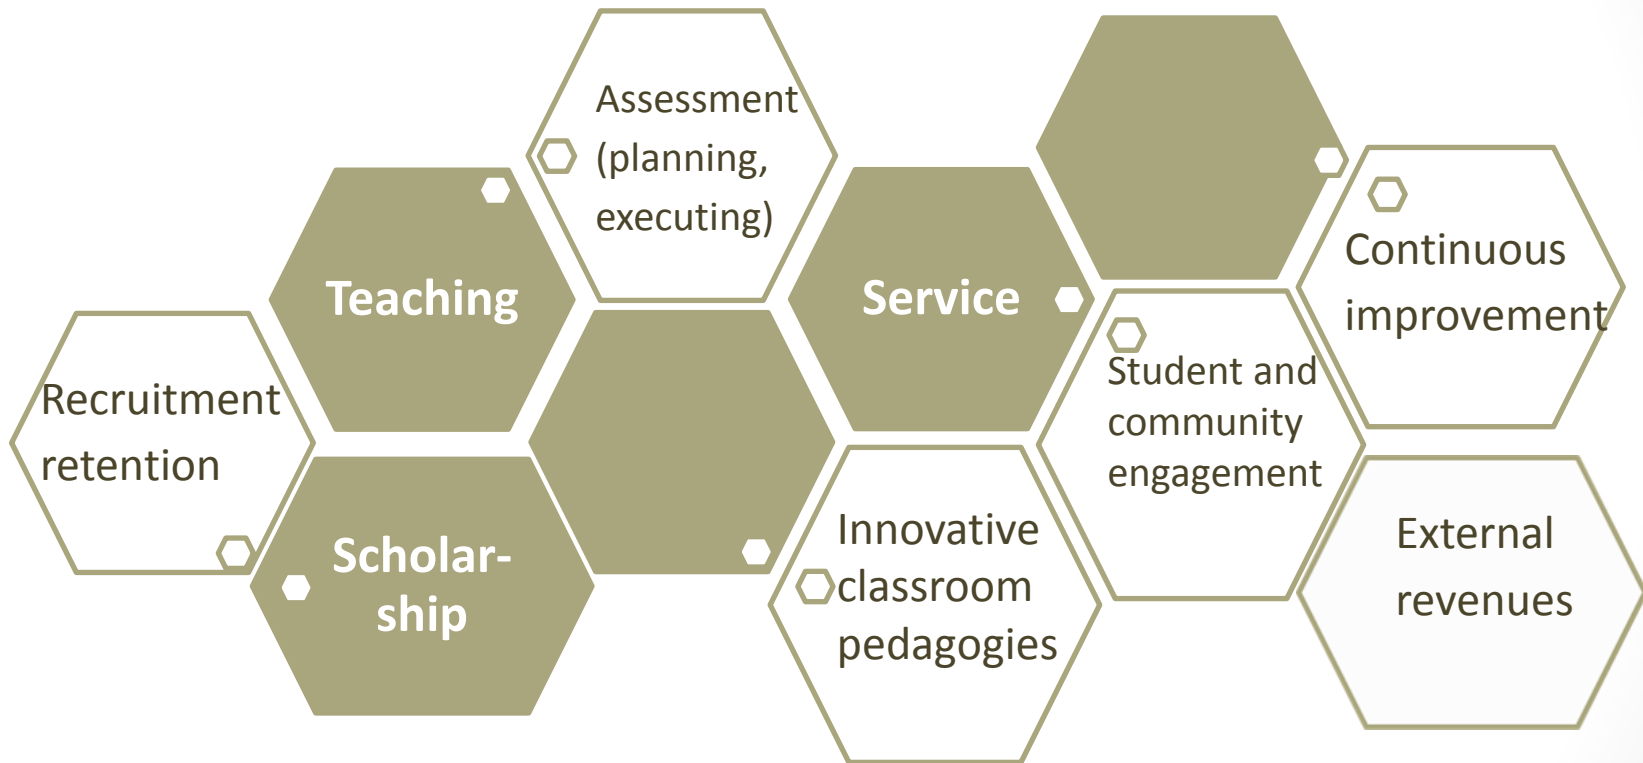 Assessment
(planning,
executing)
Teaching
Service
Continuous
improvement
Recruitment
retention
Student and
community
engagement
Scholar-
ship
Innovative
classroom
pedagogies
External
revenues